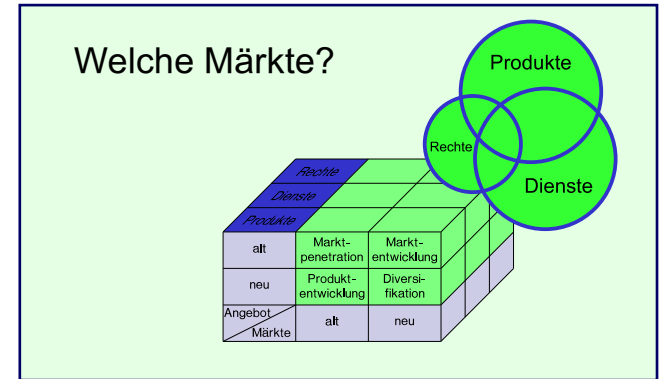 Welche Märkte?
Produkte
Rechte
Dienste
Rechte
Dienste
Produkte
alt
Markt-
penetration
Markt-
entwicklung
neu
Produkt-
entwicklung
Diversi-
fikation
Angebot
Märkte
alt
neu